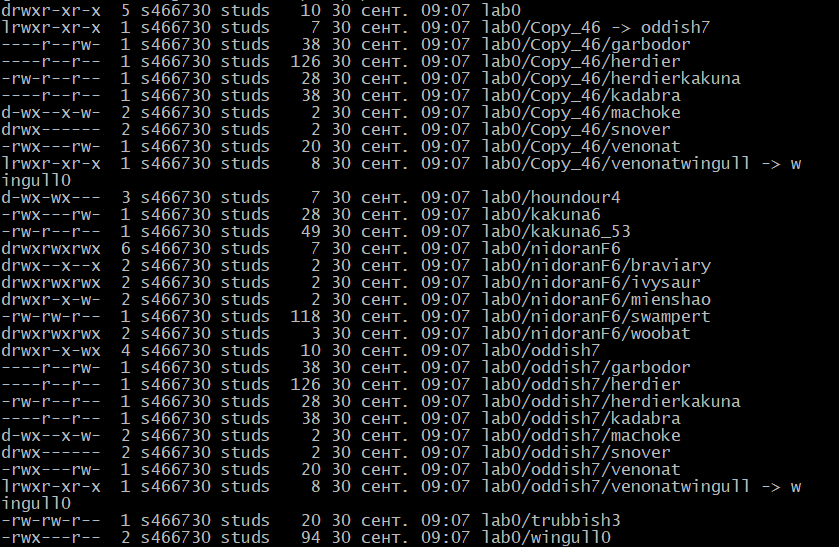 drwxr-xr-x  5 s466730 studs   10 30 сент. 09:07 lab0
lrwxr-xr-x  1 s466730 studs    7 30 сент. 09:07 lab0/Copy_46 -> oddish7
----r--rw-  1 s466730 studs   38 30 сент. 09:07 lab0/Copy_46/garbodor
----r--r--  1 s466730 studs  126 30 сент. 09:07 lab0/Copy_46/herdier
-rw-r--r--  1 s466730 studs   28 30 сент. 09:07 lab0/Copy_46/herdierkakuna
----r--r--  1 s466730 studs   38 30 сент. 09:07 lab0/Copy_46/kadabra
d-wx--x-w-  2 s466730 studs    2 30 сент. 09:07 lab0/Copy_46/machoke
drwx------  2 s466730 studs    2 30 сент. 09:07 lab0/Copy_46/snover
-rwx---rw-  1 s466730 studs   20 30 сент. 09:07 lab0/Copy_46/venonat
lrwxr-xr-x  1 s466730 studs    8 30 сент. 09:07 lab0/Copy_46/venonatwingull -> w
ingull0
d-wx-wx---  3 s466730 studs    7 30 сент. 09:07 lab0/houndour4
-rwx---rw-  1 s466730 studs   28 30 сент. 09:07 lab0/kakuna6
-rw-r--r--  1 s466730 studs   49 30 сент. 09:07 lab0/kakuna6_53
drwxrwxrwx  6 s466730 studs    7 30 сент. 09:07 lab0/nidoranF6
drwx--x--x  2 s466730 studs    2 30 сент. 09:07 lab0/nidoranF6/braviary
drwxrwxrwx  2 s466730 studs    2 30 сент. 09:07 lab0/nidoranF6/ivysaur
drwxr-x-w-  2 s466730 studs    2 30 сент. 09:07 lab0/nidoranF6/mienshao
-rw-rw-r--  1 s466730 studs  118 30 сент. 09:07 lab0/nidoranF6/swampert
drwxrwxrwx  2 s466730 studs    3 30 сент. 09:07 lab0/nidoranF6/woobat
drwxr-x-wx  4 s466730 studs   10 30 сент. 09:07 lab0/oddish7
----r--rw-  1 s466730 studs   38 30 сент. 09:07 lab0/oddish7/garbodor
----r--r--  1 s466730 studs  126 30 сент. 09:07 lab0/oddish7/herdier
-rw-r--r--  1 s466730 studs   28 30 сент. 09:07 lab0/oddish7/herdierkakuna
----r--r--  1 s466730 studs   38 30 сент. 09:07 lab0/oddish7/kadabra
d-wx--x-w-  2 s466730 studs    2 30 сент. 09:07 lab0/oddish7/machoke
drwx------  2 s466730 studs    2 30 сент. 09:07 lab0/oddish7/snover
-rwx---rw-  1 s466730 studs   20 30 сент. 09:07 lab0/oddish7/venonat
lrwxr-xr-x  1 s466730 studs    8 30 сент. 09:07 lab0/oddish7/venonatwingull -> w
ingull0
-rw-rw-r--  1 s466730 studs   20 30 сент. 09:07 lab0/trubbish3
-rwx---r--  2 s466730 studs   94 30 сент. 09:07 lab0/wingull0